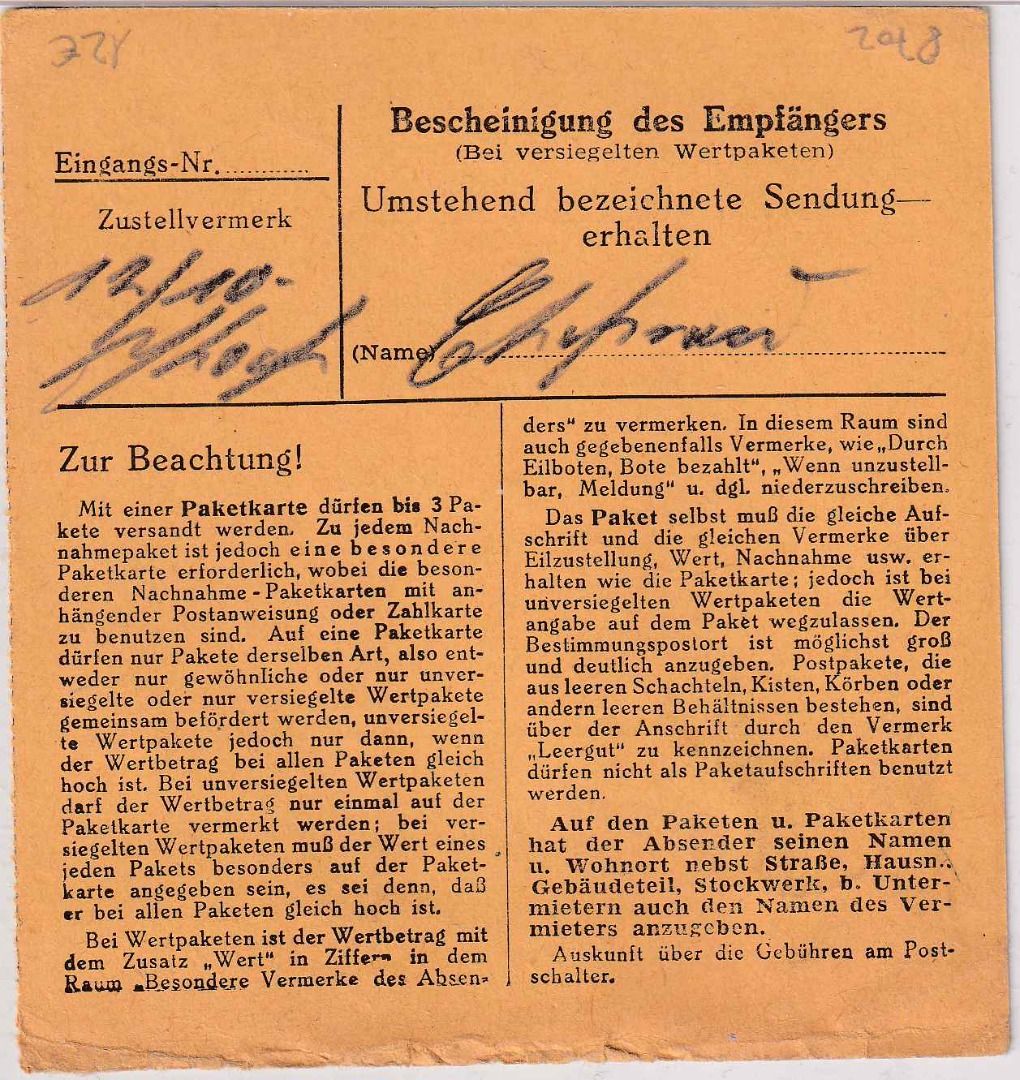 2018
Eingangs-Nr.
Zustellvermerk
12/10.
Bescheinigung des Empfängers
(Bei versiegelten Wertpaketen)
Umstehend bezeichnete Sendung—
erhalten
(Name)
Zur Beachtung!
Mit einer Paketkarte dürfen bis 3 Pa-
kete versandt werden. Zu jedem Nach-
nahmepaket ist jedoch eine besondere
Paketkarte erforderlich, wobei die beson-
deren Nachnahme-Paketkarten mit an-
hängender Postanweisung oder Zahlkarte
zu benutzen sind. Auf eine Paketkarte
dürfen nur Pakete derselben Art, also ent-
weder nur gewöhnliche oder nur unver-
siegelte oder nur versiegelte Wertpakete
gemeinsam befördert werden, unversiegel-
te Wertpakete jedoch nur dann, wenn
der Wertbetrag bei allen Paketen gleich
hoch ist. Bei unversiegelten Wertpaketen
darf der Wertbetrag nur einmal auf der
Paketkarte vermerkt werden; bei ver-
siegelten Wertpaketen muß der Wert eines
jeden Pakets besonders auf der Paket-
karte angegeben sein, es sei denn, daß
er bei allen Paketen gleich hoch ist.
Bei Wertpaketen ist der Wertbetrag mit
dem Zusatz „Wert“ in Ziffern in dem
Raum „Besondere Vermerke des Absen-
ders“ zu vermerken. In diesem Raum sind
auch gegebenenfalls Vermerke, wie „Durch
Eilboten, Bote bezahlt“, „Wenn unzustell-
bar, Meldung“ u. dgl. niederzuschreiben.
Das Paket selbst muß die gleiche Auf-
schrift und die gleichen Vermerke über
Eilzustellung, Wert, Nachnahme usw. er-
halten wie die Paketkarte; jedoch ist bei
unversiegelten Wertpaketen die Wert-
angabe auf dem Paket wegzulassen. Der
Bestimmungspostort ist möglichst groß
und deutlich anzugeben. Postpakete, die
aus leeren Schachteln, Kisten, Körben oder
andern leeren Behältnissen bestehen, sind
über der Anschrift durch den Vermerk
„Leergut“ zu kennzeichnen. Paketkarten
dürfen nicht als Paketaufschriften benutzt
werden.
Auf den Paketen u. Paketkarten
hat der Absender seinen Namen
u. Wohnort nebst Straße, Hausn.,
Gebäudeteil, Stockwerk, b. Unter-
mietern auch den Namen des Ver-
mieters anzugeben.
Auskunft über die Gebühren am Post-
schalter.